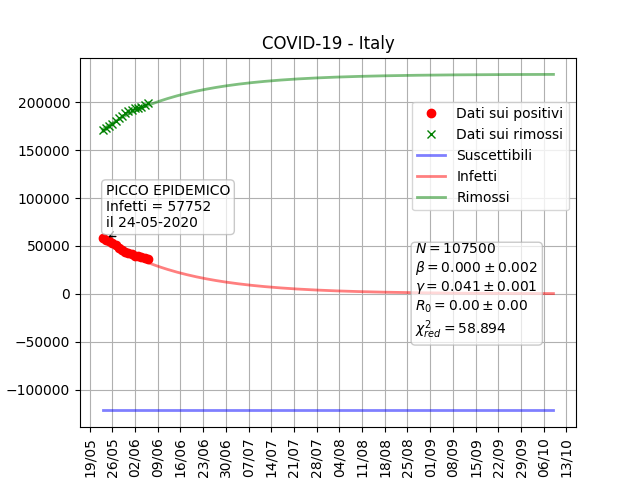 COVID-19 - Italy
200000
150000
100000
50000
0
−50000
−100000
Dati sui positivi
Dati sui rimossi
Suscettibili
Infetti
Rimossi
PICCO EPIDEMICO
Infetti = 57752
il 24-05-2020
N = 107500
β = 0.000 ± 0.002
γ = 0.041 ± 0.001
R₀ = 0.00 ± 0.00
χ²red = 58.894
19/05
26/05
02/06
09/06
16/06
23/06
30/06
07/07
14/07
21/07
28/07
04/08
11/08
18/08
25/08
01/09
08/09
15/09
22/09
29/09
06/10
13/10